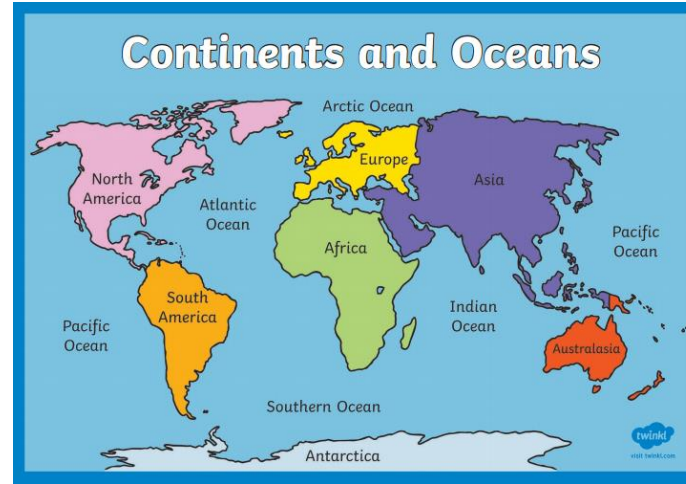 Continents and Oceans
Arctic Ocean
North
America
Europe
Asia
Atlantic
Ocean
Pacific
Ocean
Africa
South
America
Indian
Ocean
Pacific
Ocean
Australasia
Southern Ocean
Antarctica
twinkl
visit twinkl.com